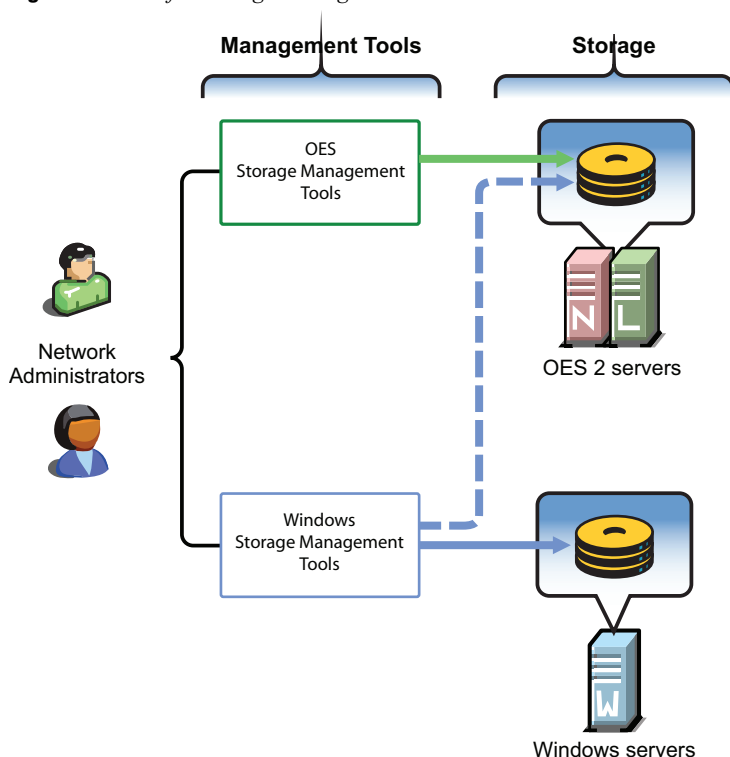 Management Tools
Storage
OES
Storage Management
Tools
Network
Administrators
N L
OES 2 servers
Windows
Storage Management
Tools
W
Windows servers